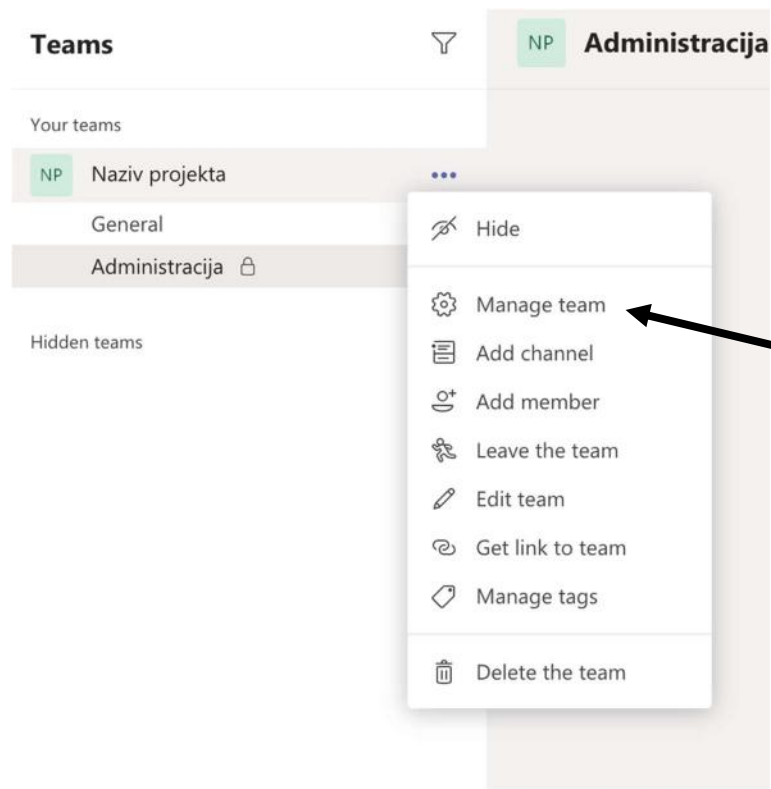 Teams
NP Administracija
Your teams
NP Naziv projekta
General
Administracija
Hidden teams
Hide
Manage team
Add channel
Add member
Leave the team
Edit team
Get link to team
Manage tags
Delete the team